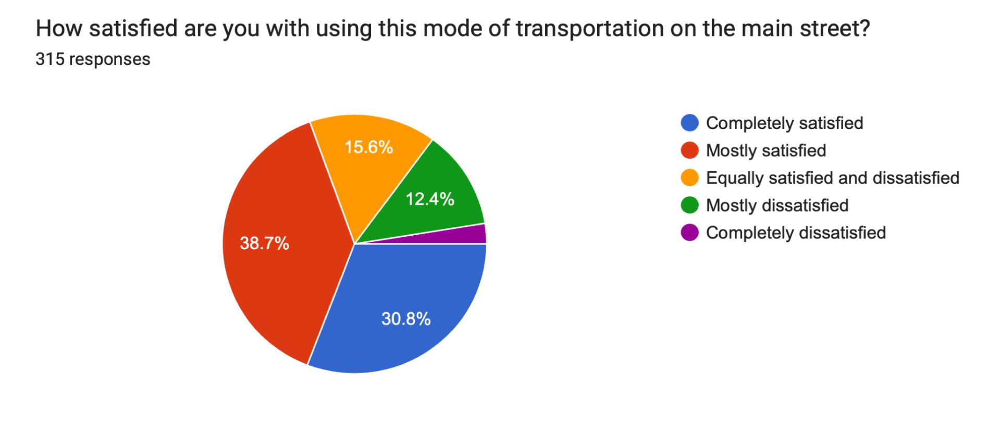 How satisfied are you with using this mode of transportation on the main street?
315 responses
15.6%
12.4%
38.7%
30.8%
Completely satisfied
Mostly satisfied
Equally satisfied and dissatisfied
Mostly dissatisfied
Completely dissatisfied